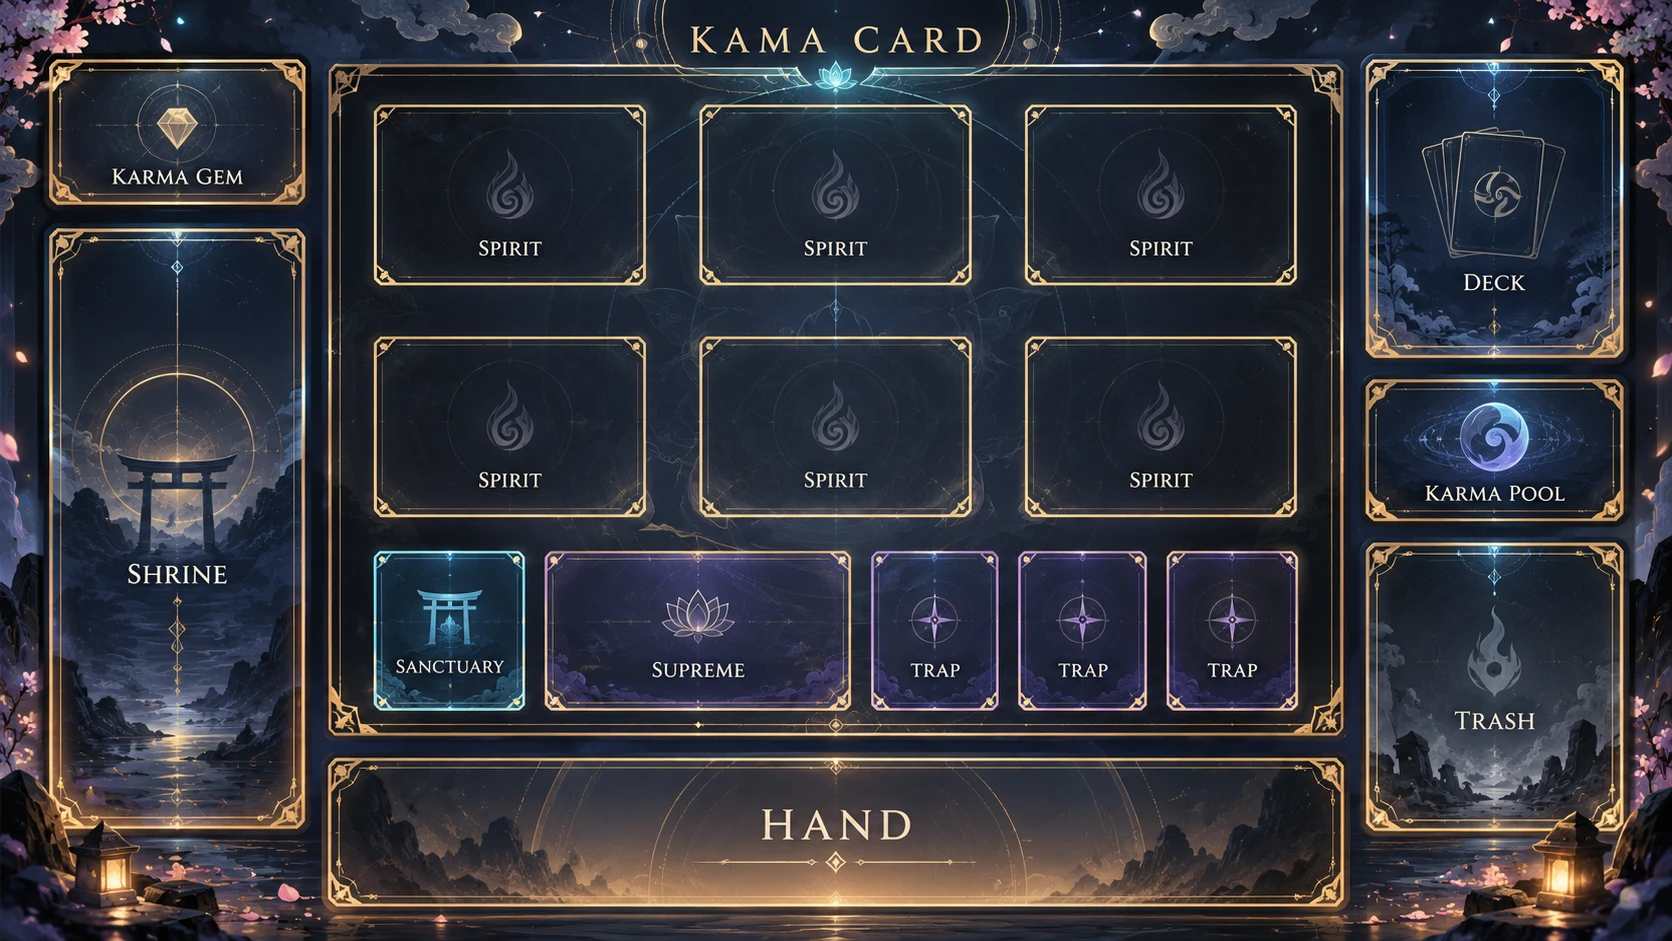 KAMA CARD
KARMA GEM
SPIRIT
SPIRIT
SPIRIT
DECK
SPIRIT
SPIRIT
SPIRIT
KARMA POOL
SHRINE
SANCTUARY
SUPREME
TRAP
TRAP
TRAP
TRASH
HAND